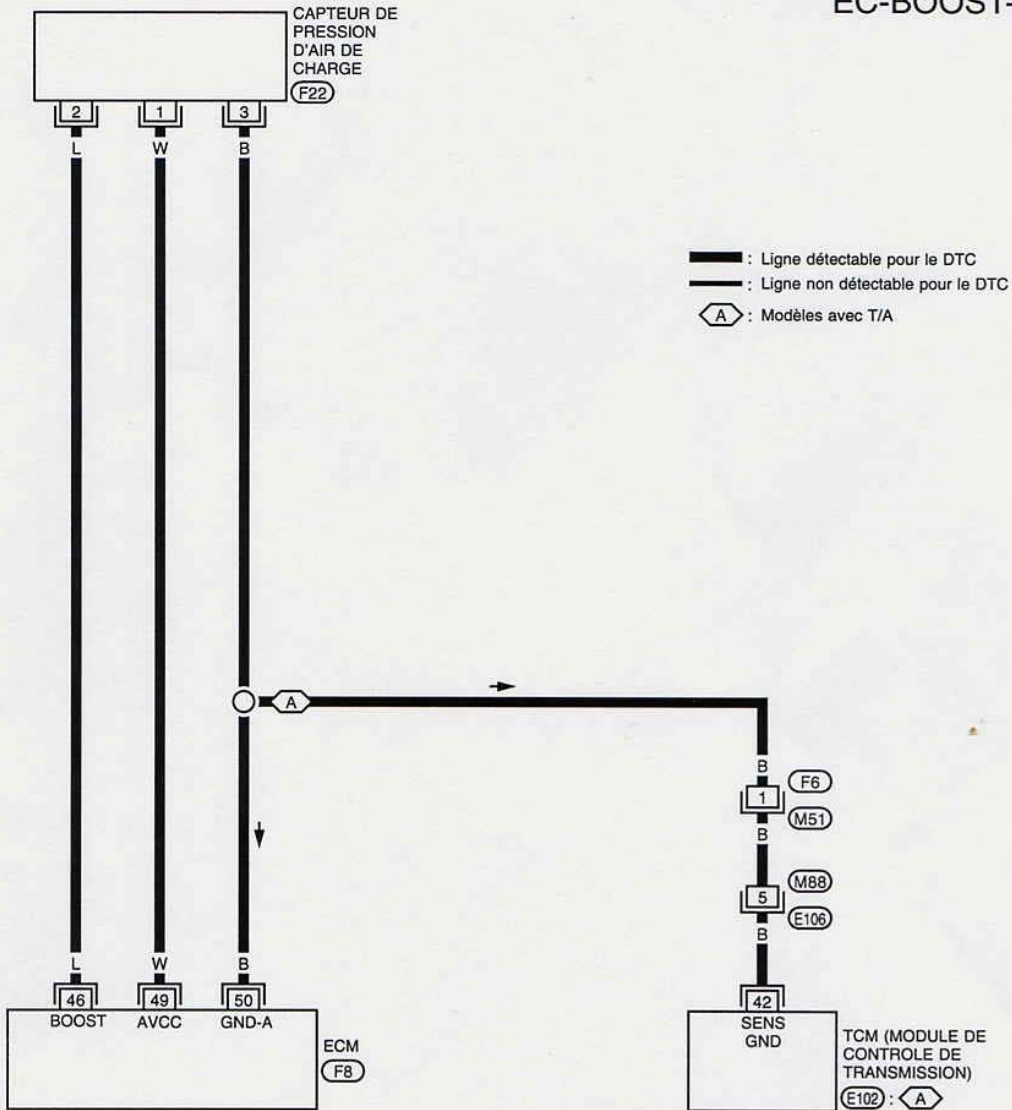 EC-BOOST-
CAPTEUR DE
PRESSION
D'AIR DE
CHARGE
F22
2 1 3
L W B
: Ligne détectable pour le DTC
: Ligne non détectable pour le DTC
A : Modèles avec T/A
A
B
1
F6
M51
B
5
M88
E106
B
L W B
46 49 50
BOOST AVCC GND-A
ECM
F8
42
SENS
GND
TCM (MODULE DE
CONTROLE DE
TRANSMISSION)
E102 : A